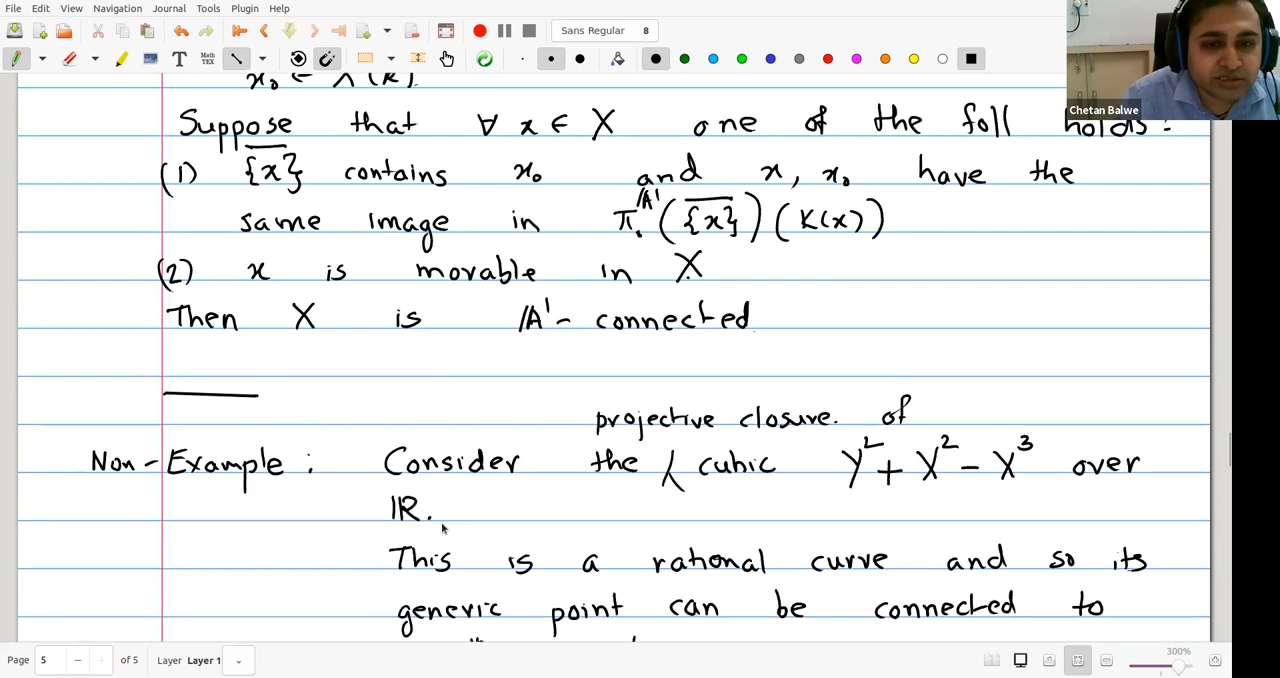 File Edit View Navigation Journal Tools Plugin Help
Sans Regular 8
Chetan Balwe
x₀ ∈ X(k).
Suppose that ∀ x ∈ X one of the foll holds:
(1) \overline{{x}} contains x₀ and x, x₀ have the
same image in π₀^{𝔸¹}(\overline{{x}})(K(x))
(2) x is movable in X
Then X is 𝔸¹- connected
projective closure. of
Non-Example : Consider the cubic Y² + X² - X³ over
ℝ.
This is a rational curve and so its
generic point can be connected to
Page 5 of 5 Layer Layer 1 300%